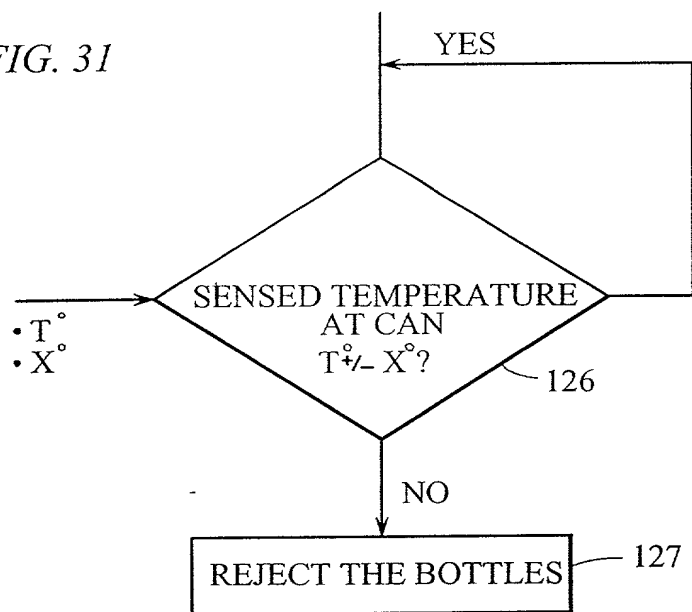 FIG. 31
YES
SENSED TEMPERATURE
AT CAN
T° +/- X°?
• T°
• X°
126
NO
REJECT THE BOTTLES
127